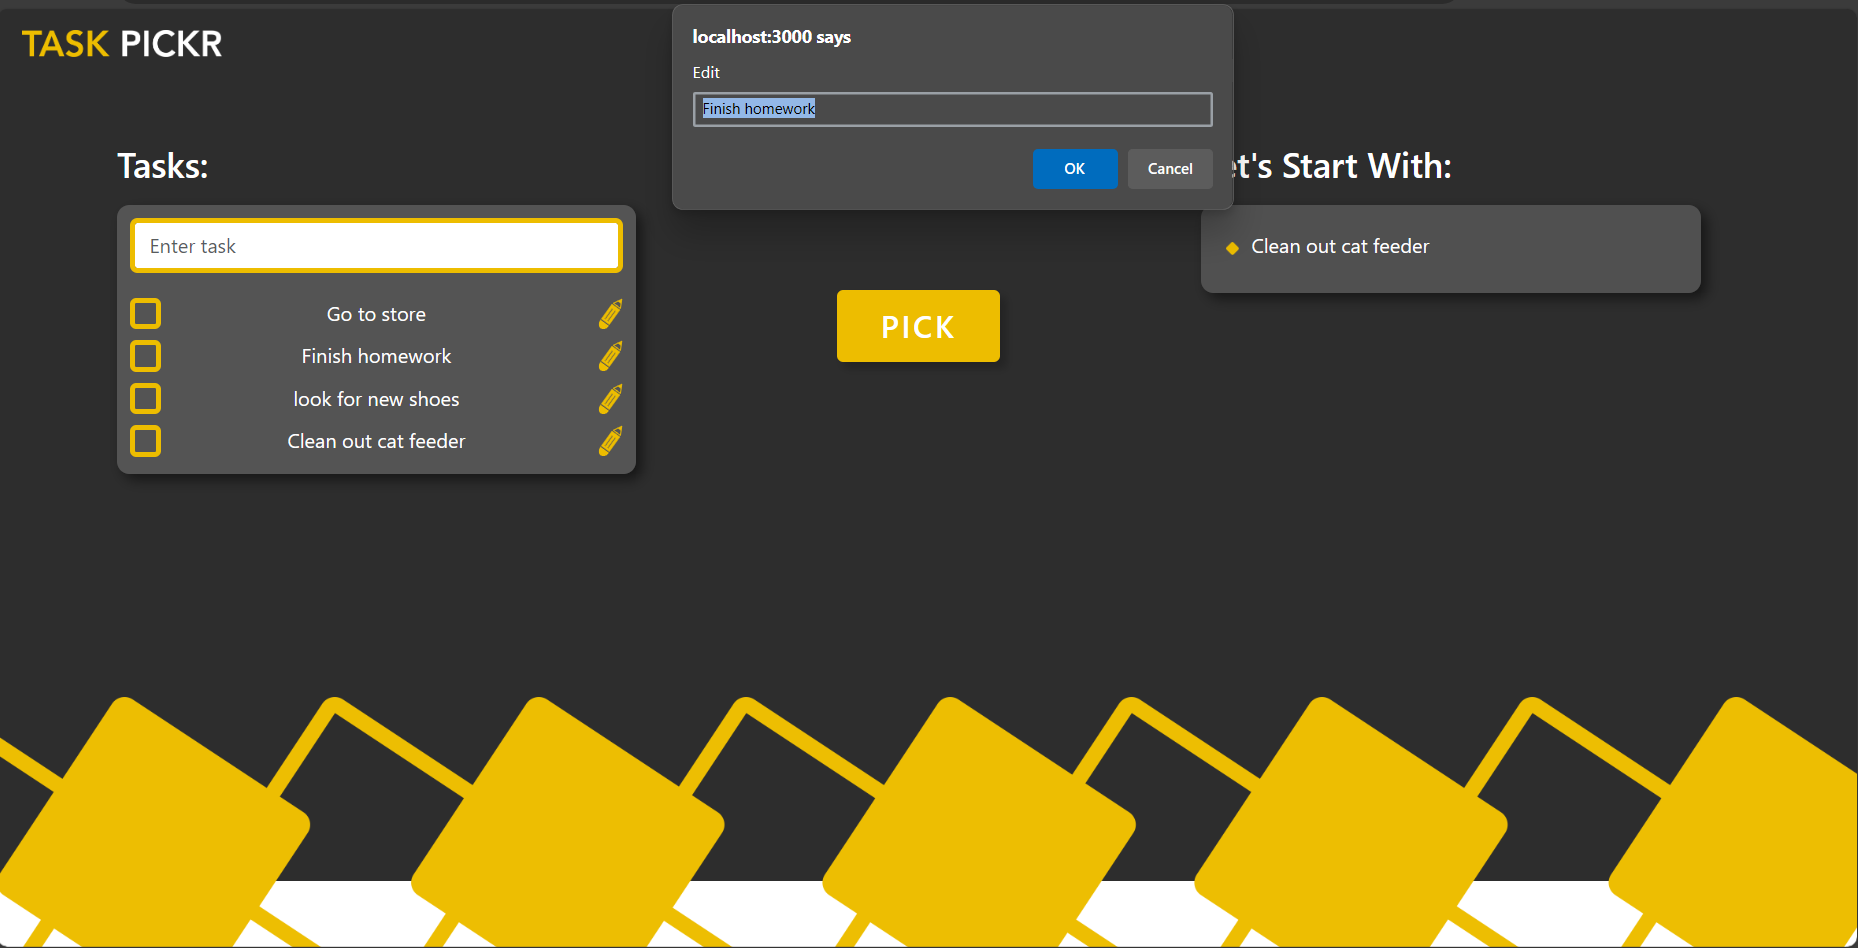 TASK PICKR
localhost:3000 says
Edit
Finish homework
OK
Cancel
Tasks:
Enter task
Go to store
Finish homework
look for new shoes
Clean out cat feeder
PICK
et's Start With:
Clean out cat feeder